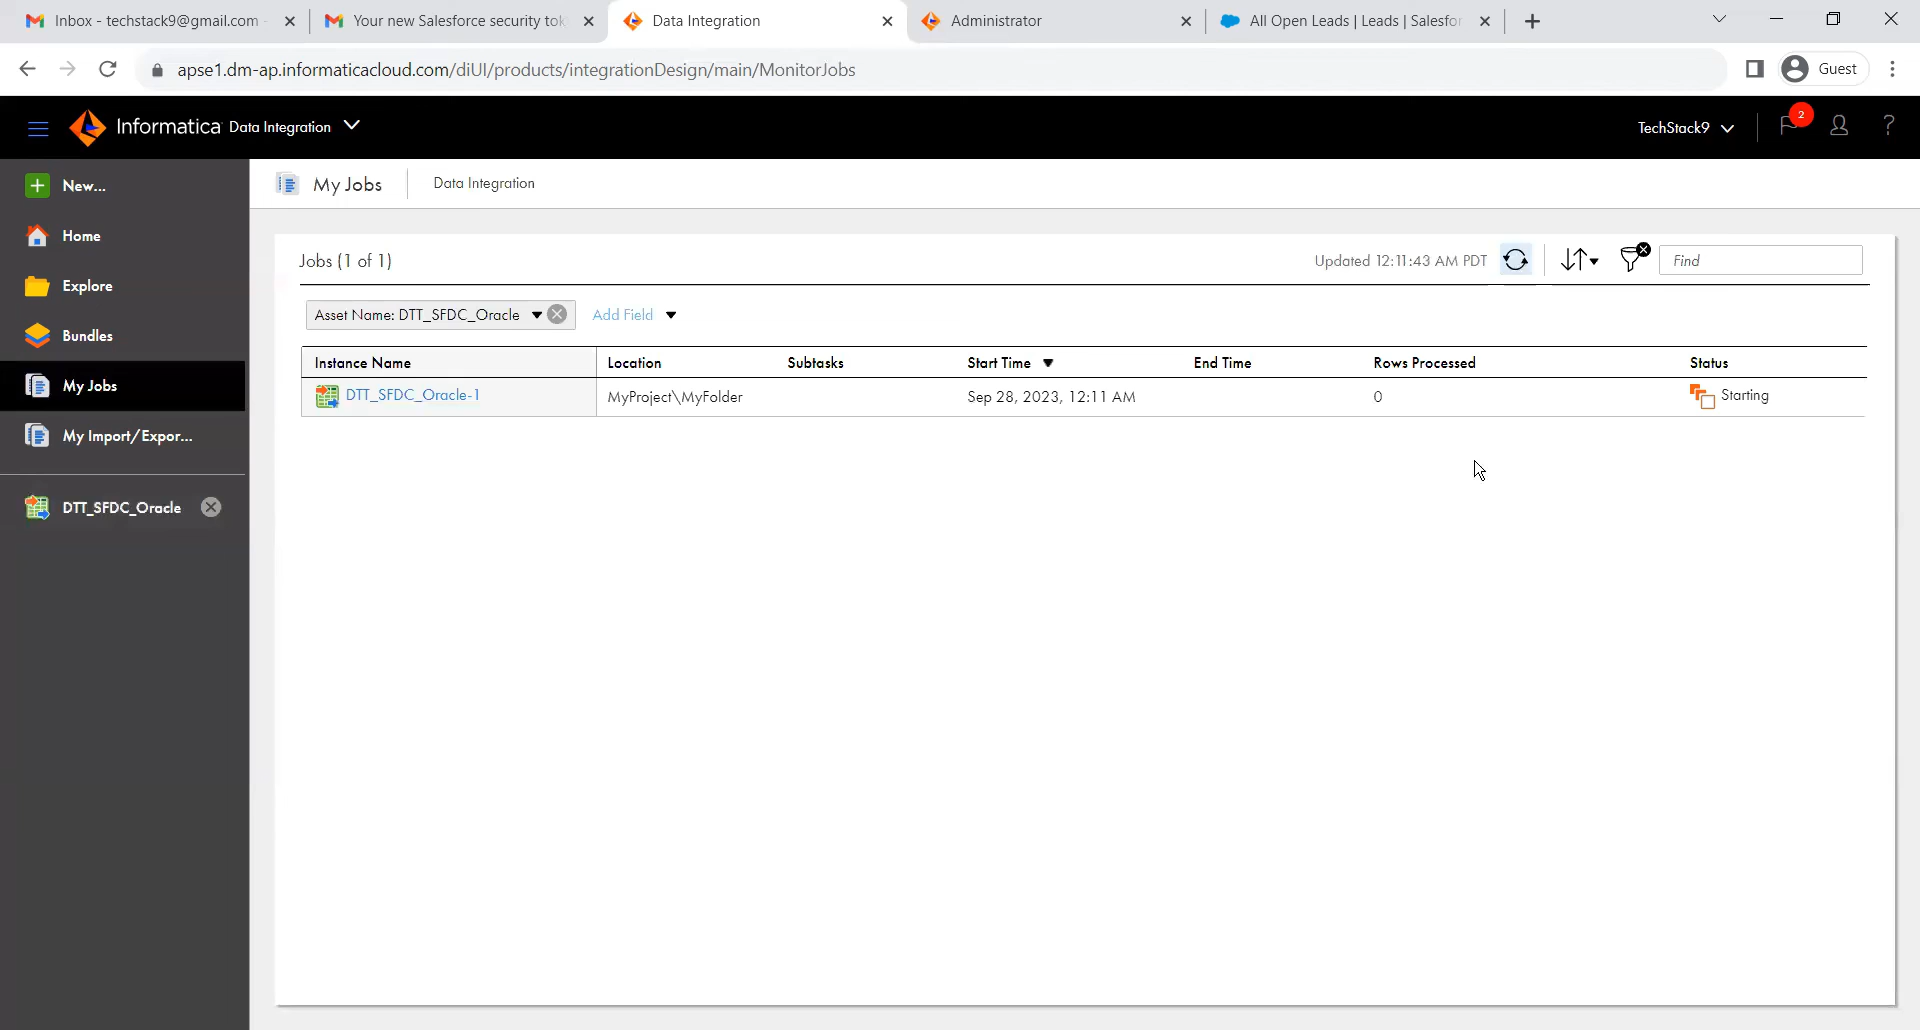 Inbox - techstack9@gmail.com -
Your new Salesforce security tok
Data Integration
Administrator
All Open Leads | Leads | Salesfor
apse1.dm-ap.informaticacloud.com/diUI/products/integrationDesign/main/MonitorJobs
Guest
Informatica Data Integration
TechStack9
2
?
New...
Home
Explore
Bundles
My Jobs
My Import/Expor...
DTT_SFDC_Oracle
My Jobs
Data Integration
Jobs (1 of 1)
Updated 12:11:43 AM PDT
Find
Asset Name: DTT_SFDC_Oracle
Add Field
Instance Name Location Subtasks Start Time End Time Rows Processed Status
DTT_SFDC_Oracle-1 MyProject\MyFolder Sep 28, 2023, 12:11 AM 0 Starting